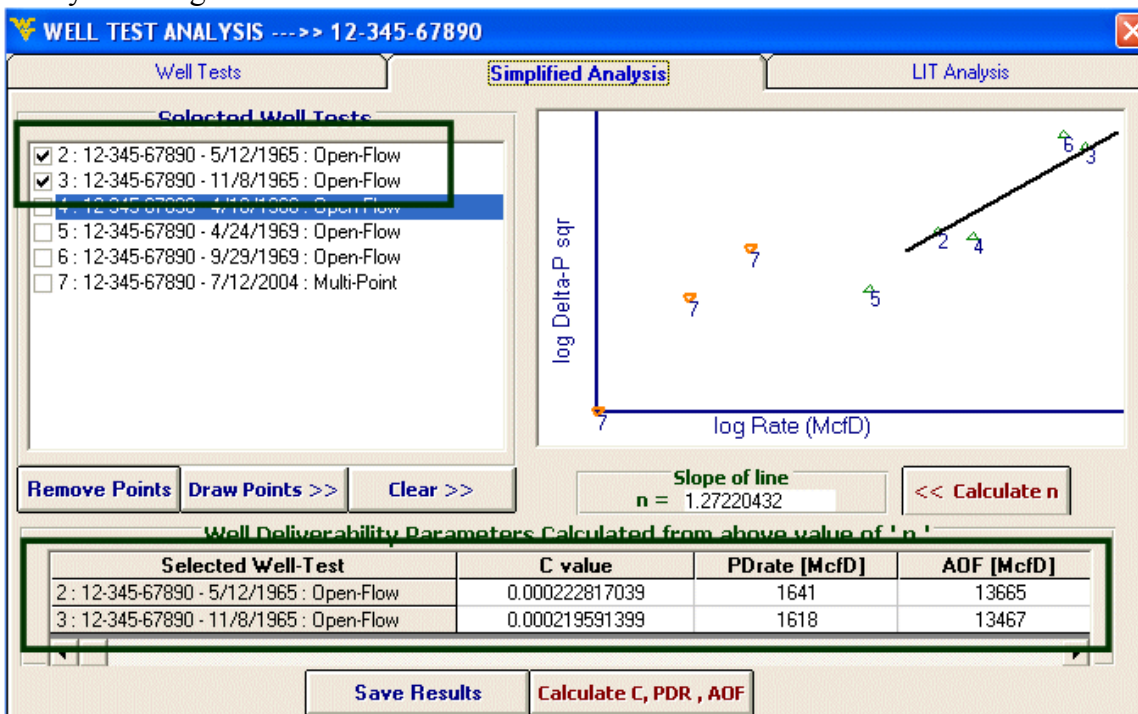 WELL TEST ANALYSIS --->> 12-345-67890
Well Tests
Simplified Analysis
LIT Analysis
Selected Well Tests
2 : 12-345-67890 - 5/12/1965 : Open-Flow
3 : 12-345-67890 - 11/8/1965 : Open-Flow
5 : 12-345-67890 - 4/24/1969 : Open-Flow
6 : 12-345-67890 - 9/29/1969 : Open-Flow
7 : 12-345-67890 - 7/12/2004 : Multi-Point
log Delta-P sqr
6
3
2
4
7
5
7
7
log Rate (McfD)
Remove Points
Draw Points >>
Clear >>
Slope of line
n = 1.27220432
<< Calculate n
Well Deliverability Parameters Calculated from above value of ' n '
Selected Well-Test C value PDrate [McfD] AOF [McfD]
2 : 12-345-67890 - 5/12/1965 : Open-Flow 0.000222817039 1641 13665
3 : 12-345-67890 - 11/8/1965 : Open-Flow 0.000219591399 1618 13467
Save Results
Calculate C, PDR , AOF